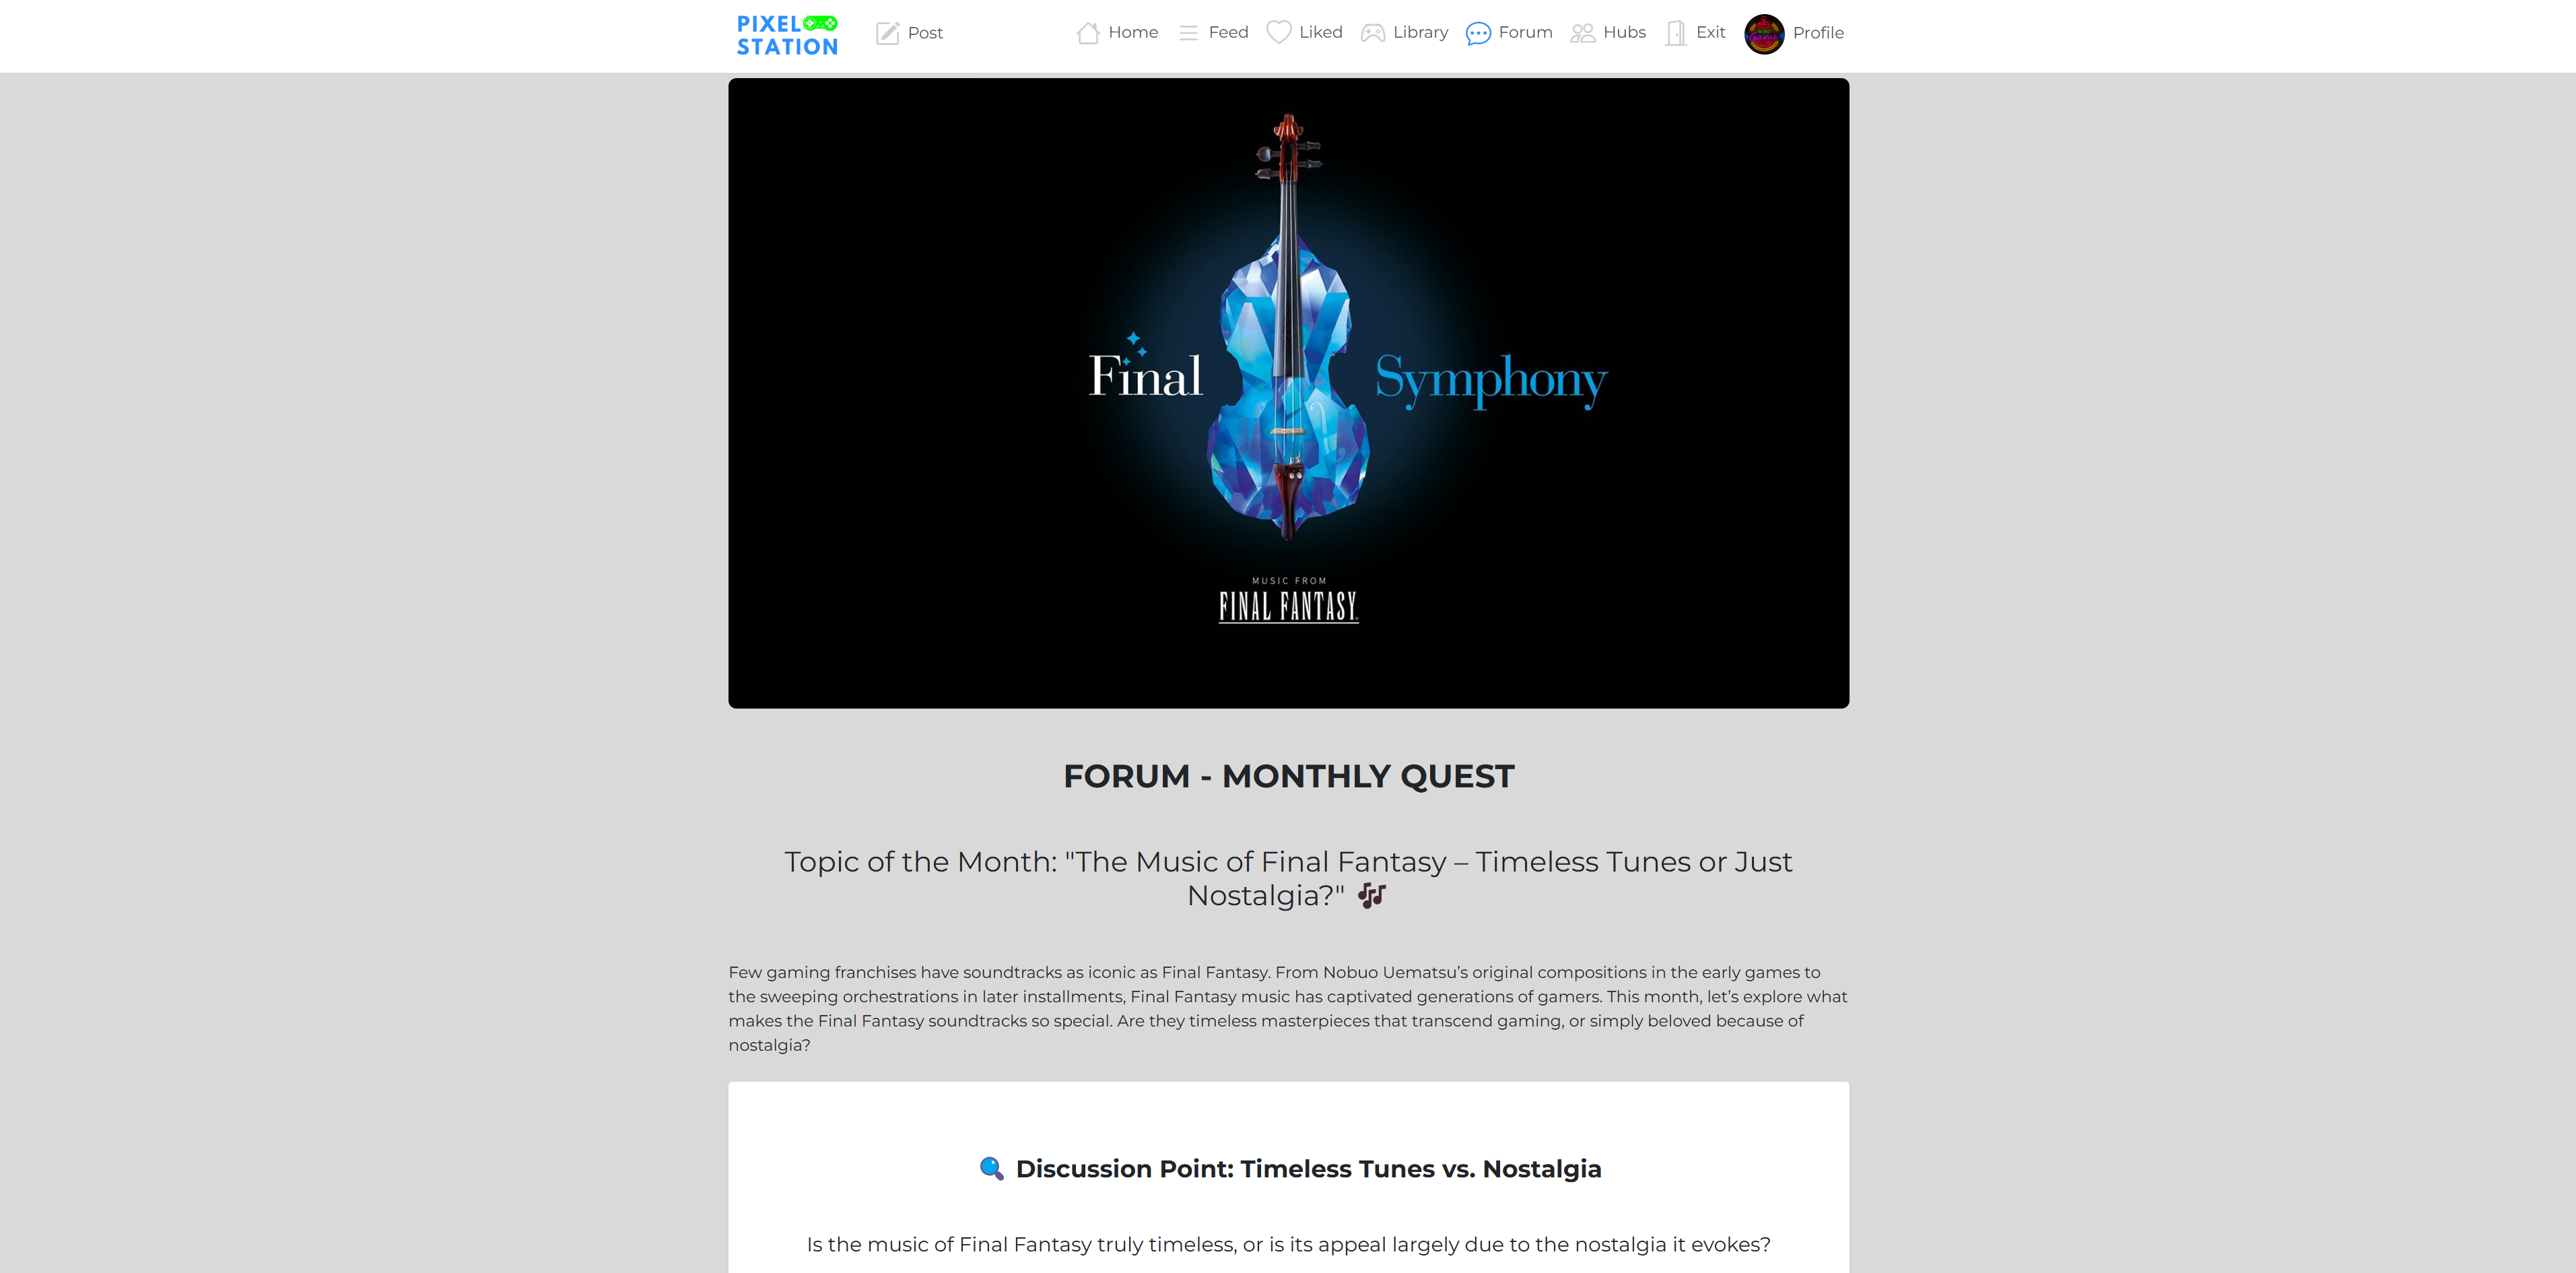 PIXEL
STATION
Post
Home
Feed
Liked
Library
Forum
Hubs
Exit
Game
Profile
Final
Symphony
MUSIC FROM
FINAL FANTASY
FORUM - MONTHLY QUEST
Topic of the Month: "The Music of Final Fantasy – Timeless Tunes or Just
Nostalgia?" 🎶
Few gaming franchises have soundtracks as iconic as Final Fantasy. From Nobuo Uematsu’s original compositions in the early games to
the sweeping orchestrations in later installments, Final Fantasy music has captivated generations of gamers. This month, let’s explore what
makes the Final Fantasy soundtracks so special. Are they timeless masterpieces that transcend gaming, or simply beloved because of
nostalgia?
🔍 Discussion Point: Timeless Tunes vs. Nostalgia
Is the music of Final Fantasy truly timeless, or is its appeal largely due to the nostalgia it evokes?